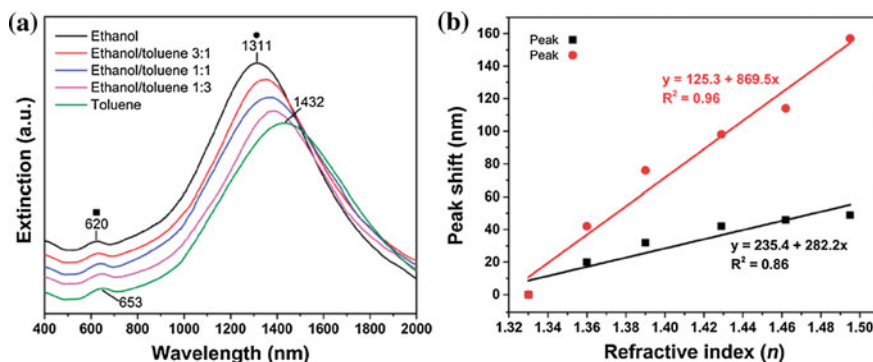 (a)
Ethanol
Ethanol/toluene 3:1
Ethanol/toluene 1:1
Ethanol/toluene 1:3
Toluene
1311
1432
620
653
Extinction (a.u.)
400 600 800 1000 1200 1400 1600 1800 2000
Wavelength (nm)
(b)
Peak
Peak
y = 125.3 + 869.5x
R² = 0.96
y = 235.4 + 282.2x
R² = 0.86
Peak shift (nm)
160
140
120
100
80
60
40
20
0
1.32 1.34 1.36 1.38 1.40 1.42 1.44 1.46 1.48 1.50
Refractive index (n)